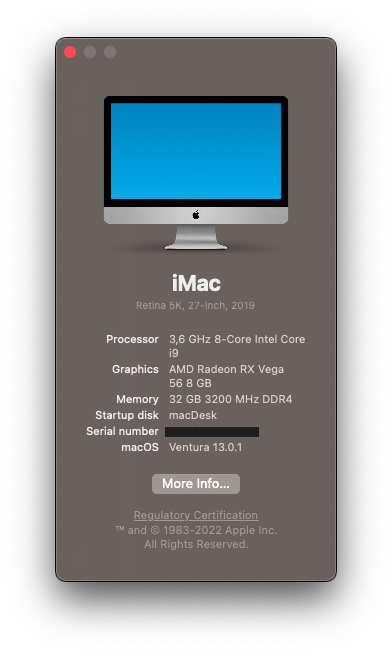 iMac
Retina 5K, 27-inch, 2019
Processor 3,6 GHz 8-Core Intel Core
i9
Graphics AMD Radeon RX Vega
56 8 GB
Memory 32 GB 3200 MHz DDR4
Startup disk macDesk
Serial number
macOS Ventura 13.0.1
More Info...
Regulatory Certification
™ and © 1983-2022 Apple Inc.
All Rights Reserved.